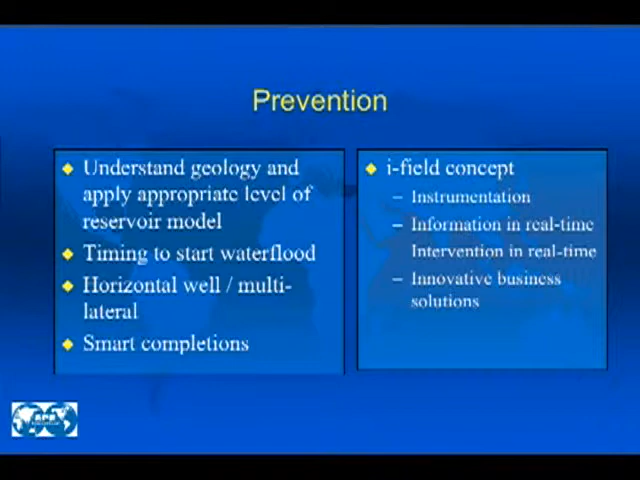 Prevention
Understand geology and
apply appropriate level of
reservoir model
Timing to start waterflood
Horizontal well / multi-
lateral
Smart completions
i-field concept
– Instrumentation
– Information in real-time
Intervention in real-time
– Innovative business
solutions